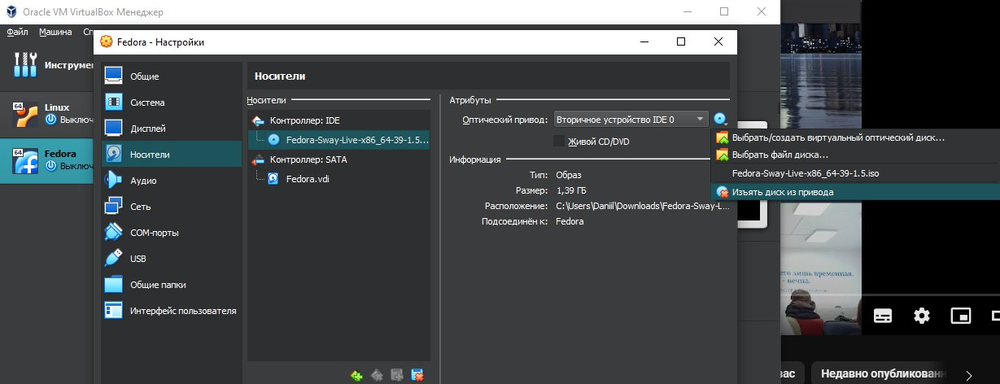 Oracle VM VirtualBox Менеджер
Файл Машина
Fedora - Настройки
Инструме
64
Linux
Выключ
64
Fedora
Выключ
Общие
Система
Дисплей
Носители
Аудио
Сеть
COM-порты
USB
Общие папки
Интерфейс пользователя
Носители
Носители
Контроллер: IDE
Fedora-Sway-Live-x86_64-39-1.5...
Контроллер: SATA
Fedora.vdi
Атрибуты
Оптический привод: Вторичное устройство IDE 0
Живой CD/DVD
Информация
Тип: Образ
Размер: 1,39 ГБ
Расположение: C:\Users\Daniil\Downloads\Fedora-Sway-L...
Подсоединён к: Fedora
Выбрать/создать виртуальный оптический диск...
Выбрать файл диска...
Fedora-Sway-Live-x86_64-39-1.5.iso
Изъять диск из привода
его лишь временная.
- вечна.
вас
Недавно опубликованн